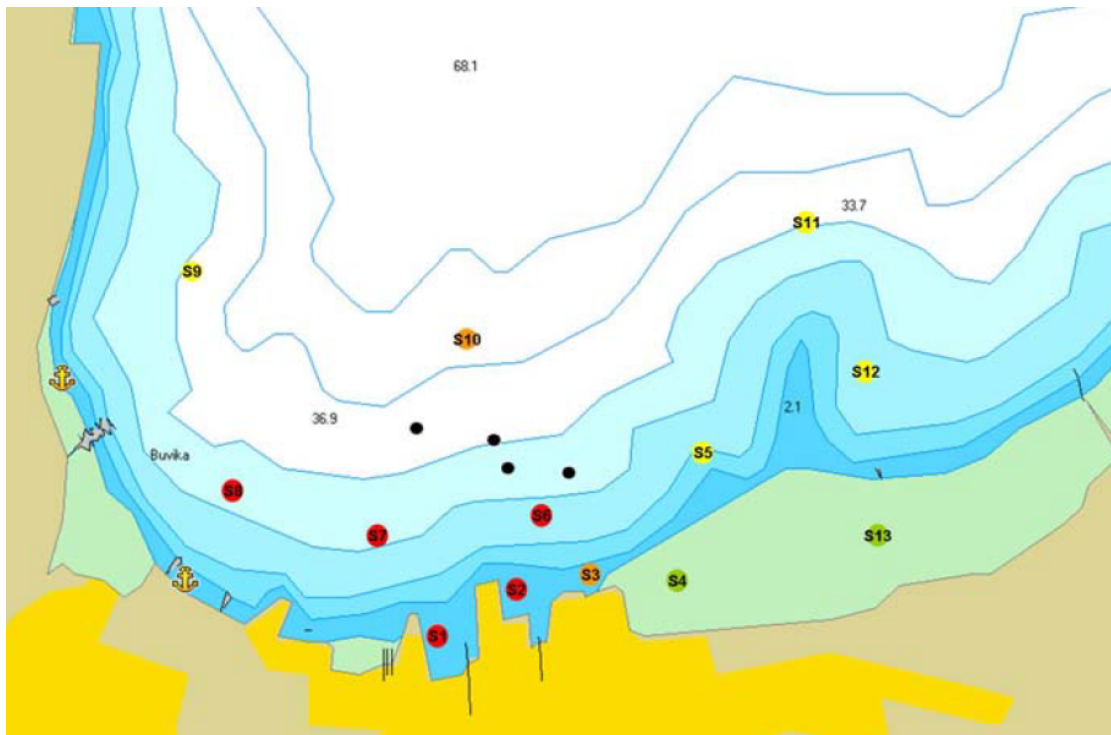 68.1
S11
33.7
S9
S10
S12
2.1
36.9
Buvika
S5
S8
S6
S7
S13
S3
S4
S2
S1